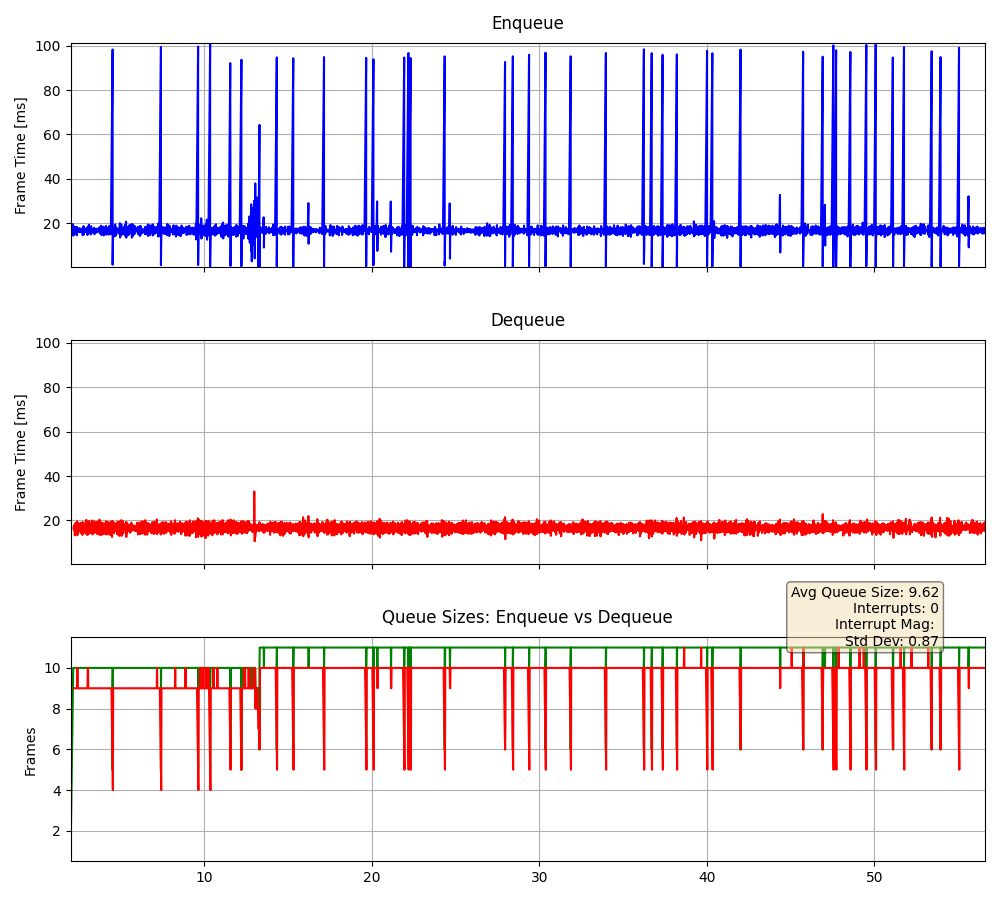 Enqueue
Frame Time [ms]
100
80
60
40
20
Dequeue
Frame Time [ms]
100
80
60
40
20
Avg Queue Size: 9.62
Interrupts: 0
Interrupt Mag:
Std Dev: 0.87
Queue Sizes: Enqueue vs Dequeue
Frames
10
8
6
4
2
10 20 30 40 50